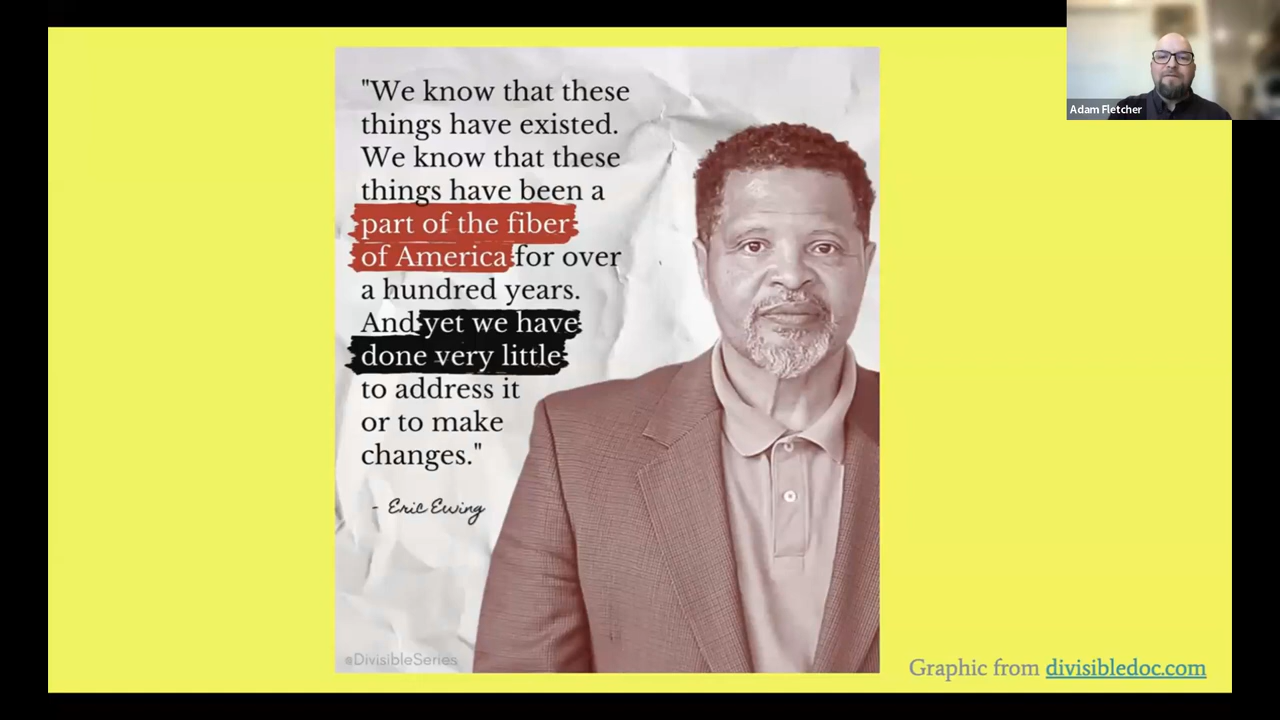 "We know that these
things have existed.
We know that these
things have been a
part of the fiber
of America for over
a hundred years.
And yet we have
done very little
to address it
or to make
changes."
- Eric Ewing
@DivisibleSeries
Graphic from divisibledoc.com
Adam Fletcher